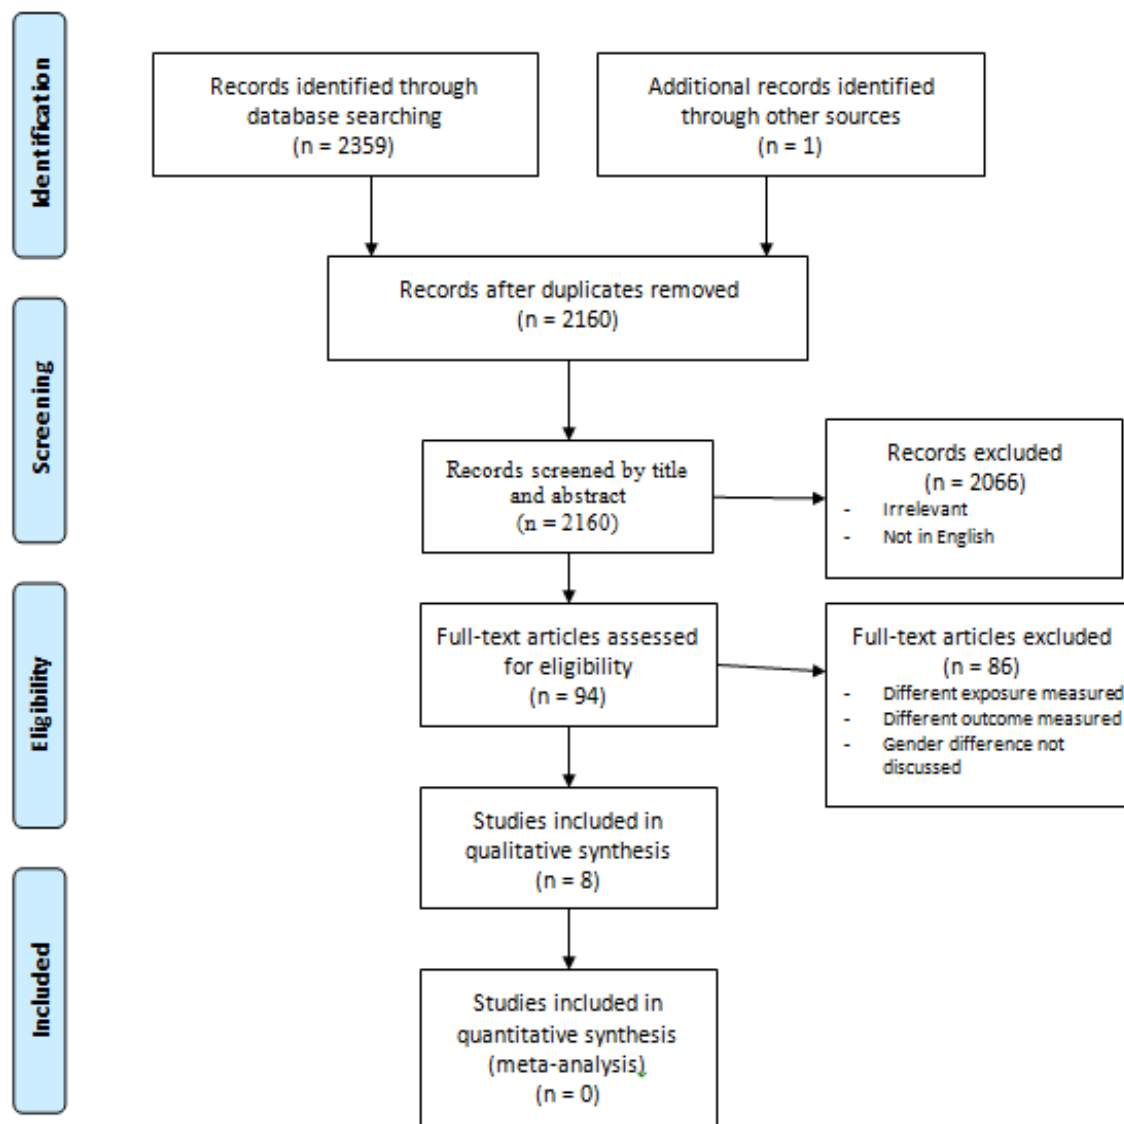 Identification
Records identified through
database searching
(n = 2359)
Additional records identified
through other sources
(n = 1)
Records after duplicates removed
(n = 2160)
Screening
Records screened by title
and abstract
(n = 2160)
Records excluded
(n = 2066)
- Irrelevant
- Not in English
Eligibility
Full-text articles assessed
for eligibility
(n = 94)
Full-text articles excluded
(n = 86)
- Different exposure measured
- Different outcome measured
- Gender difference not
discussed
Studies included in
qualitative synthesis
(n = 8)
Included
Studies included in
quantitative synthesis
(meta-analysis)
(n = 0)